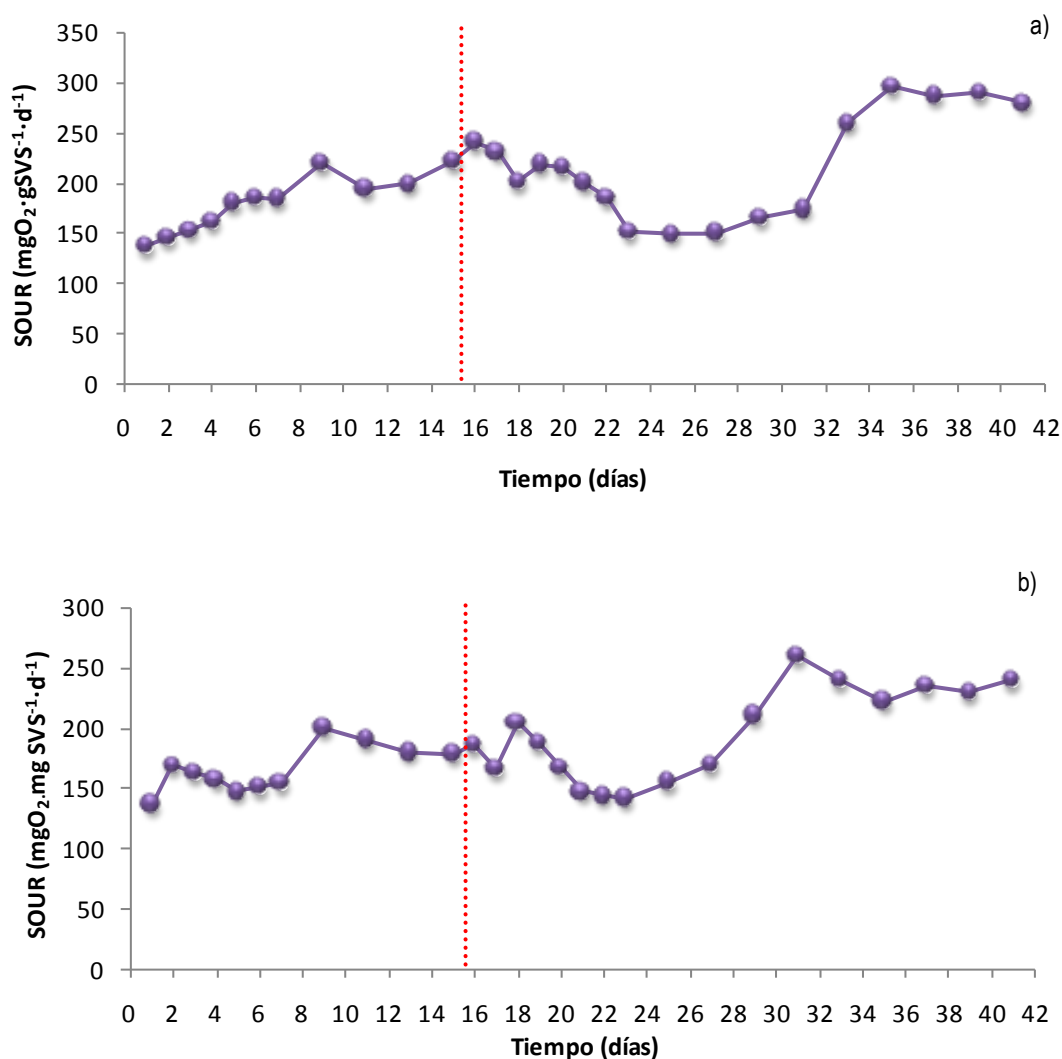 a)
350
300
250
200
150
100
50
0
SOUR (mgO₂·gSVS⁻¹·d⁻¹)
0 2 4 6 8 10 12 14 16 18 20 22 24 26 28 30 32 34 36 38 40 42
Tiempo (días)
b)
300
250
200
150
100
50
0
SOUR (mgO₂.mg SVS⁻¹·d⁻¹)
0 2 4 6 8 10 12 14 16 18 20 22 24 26 28 30 32 34 36 38 40 42
Tiempo (días)